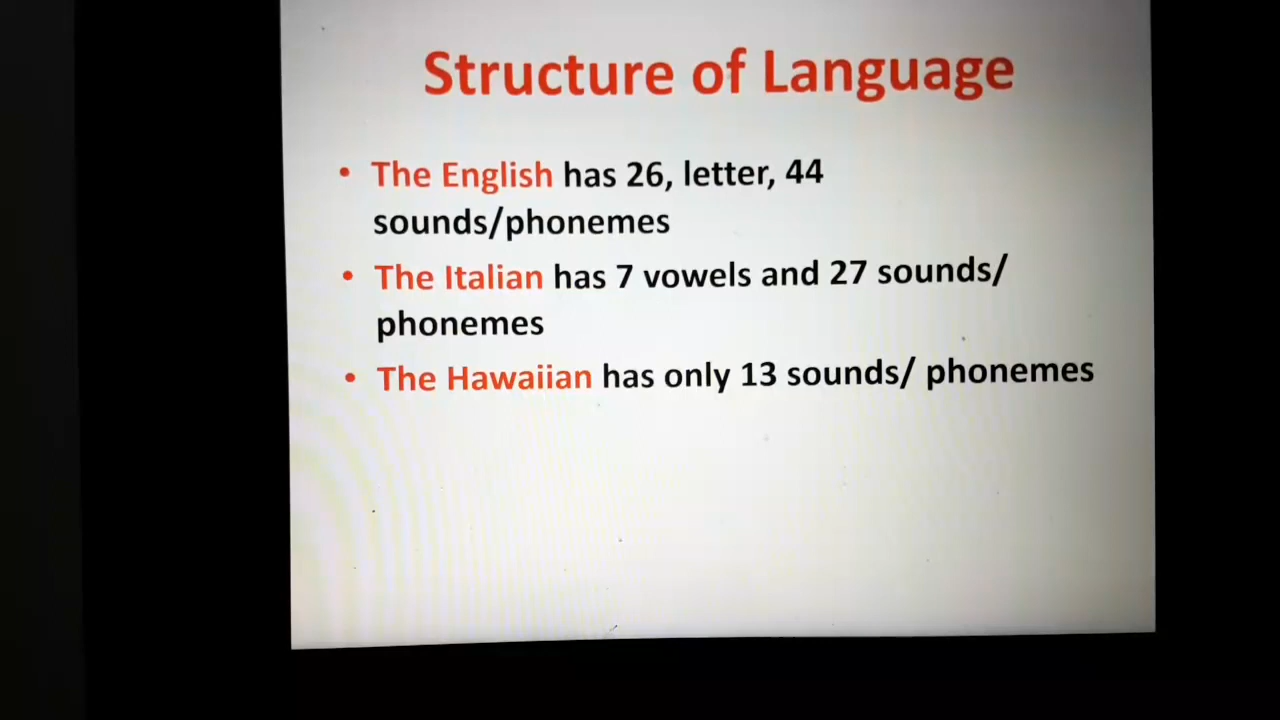 Structure of Language
• The English has 26, letter, 44
sounds/phonemes
• The Italian has 7 vowels and 27 sounds/
phonemes
• The Hawaiian has only 13 sounds/ phonemes